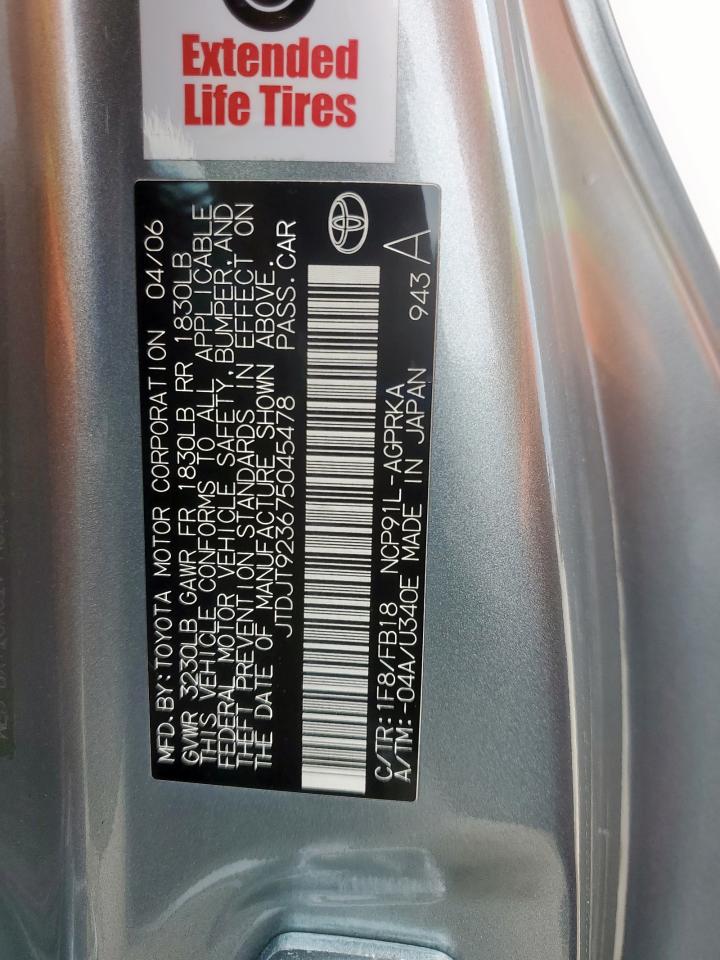 Extended
Life Tires
MFD. BY: TOYOTA MOTOR CORPORATION 04/06
GVWR 3230LB GAWR FR 1830LB RR 1830LB
THIS VEHICLE CONFORMS TO ALL APPLICABLE
FEDERAL MOTOR VEHICLE SAFETY, BUMPER, AND
THEFT PREVENTION STANDARDS IN EFFECT ON
THE DATE OF MANUFACTURE SHOWN ABOVE.
JTDJT923675045478 PASS. CAR
C/TR: 1F8/FB18 NCP91L-AGPRKA
A/TM: -04A/U340E MADE IN JAPAN 943 A